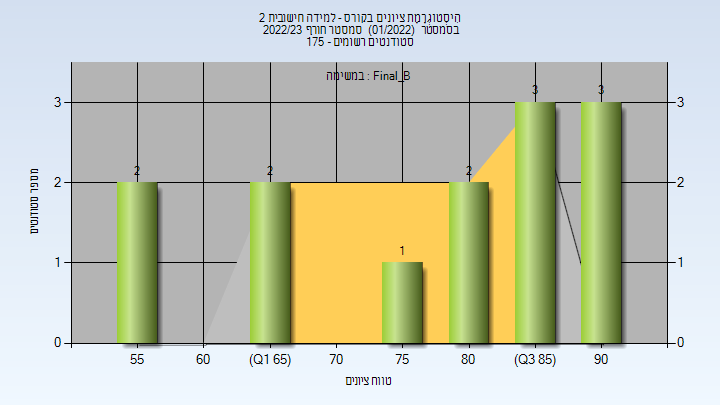 הִיסְטוֹגְרָמַת ציונים בקורס - למידה חישובית 2
בסמסטר (01/2022) סמסטר חורף 2022/23
סטודנטים רשומים - 175
במשימה : Final_B
מספר סטודנטים
3
3
2
2
1
1
0
0
2
2
1
2
3
3
55
60
(Q1 65)
70
75
80
(Q3 85)
90
טווח ציונים